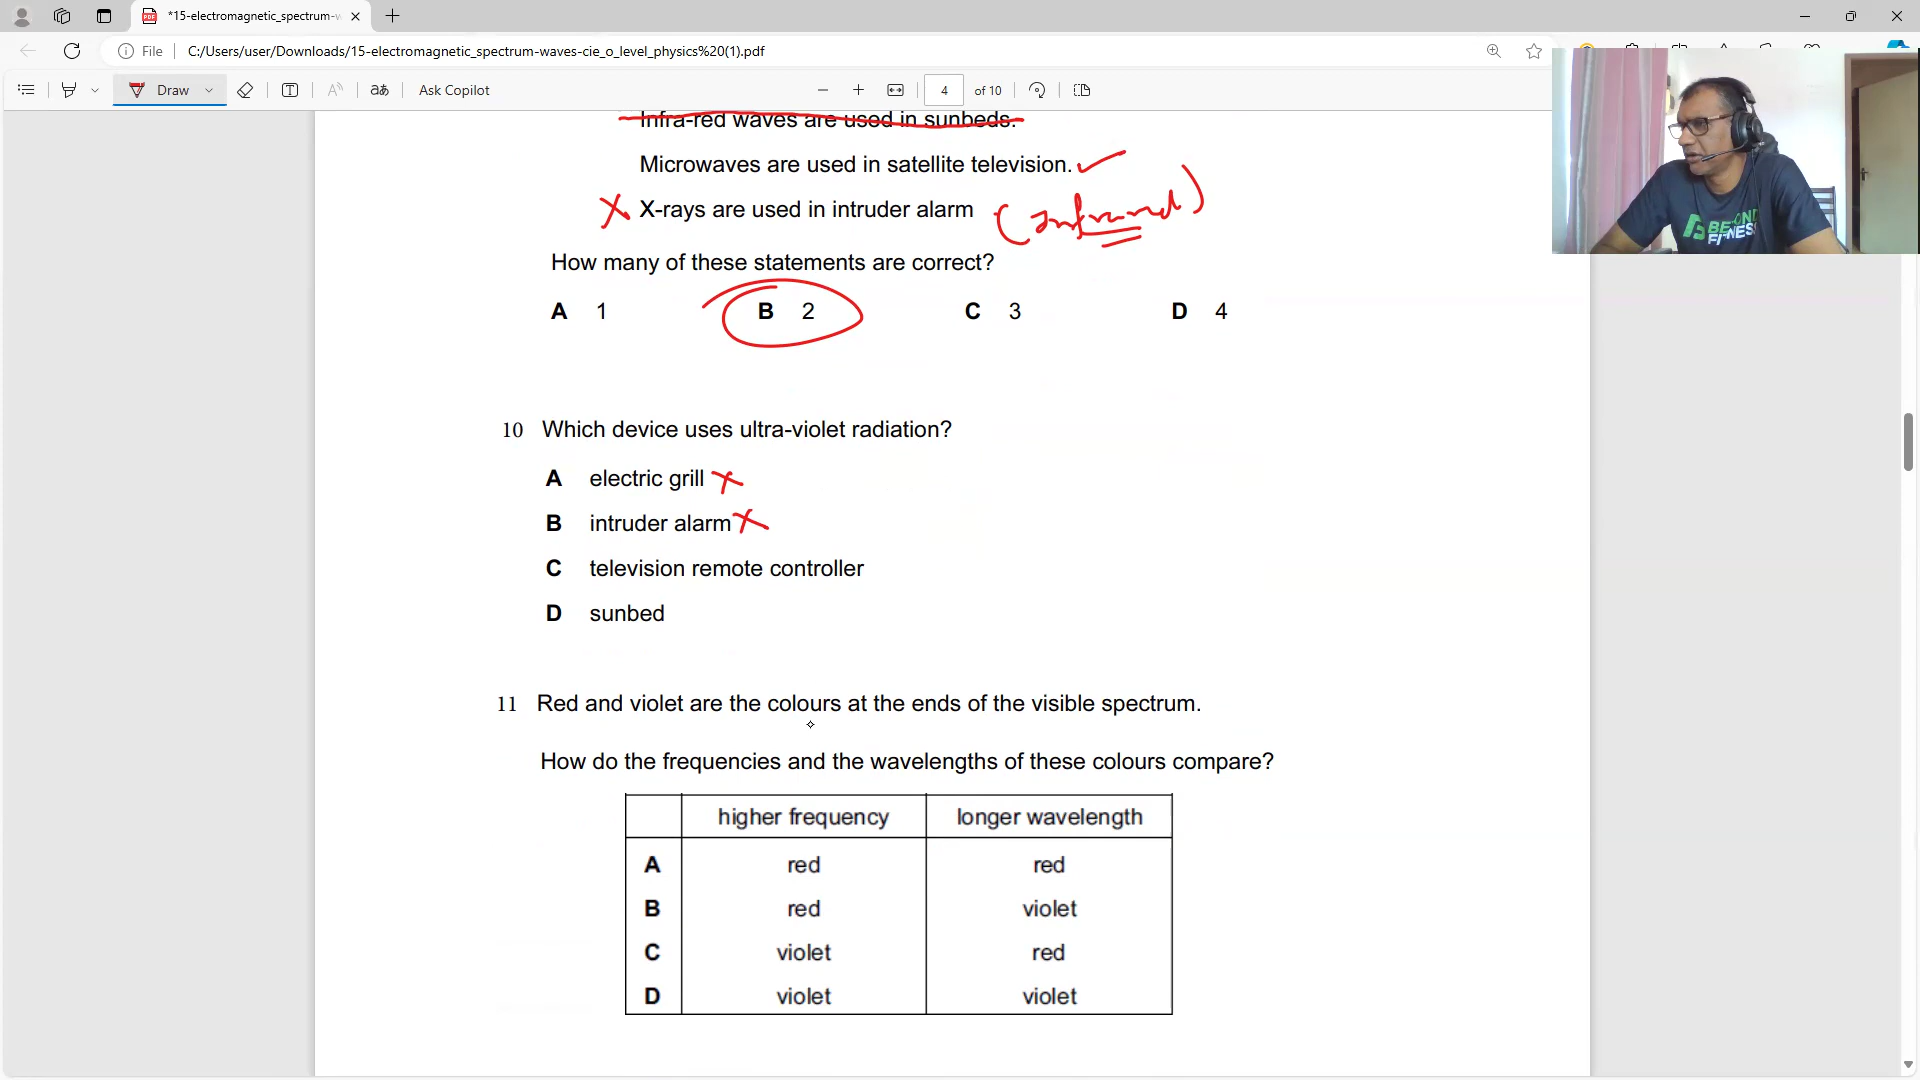 *15-electromagnetic_spectrum-w
File C:/Users/user/Downloads/15-electromagnetic_spectrum-waves-cie_o_level_physics%20(1).pdf
Draw Ask Copilot 4 of 10
Infra-red waves are used in sunbeds.
Microwaves are used in satellite television.
X-rays are used in intruder alarm (Infrared)
How many of these statements are correct?
A 1 B 2 C 3 D 4
10 Which device uses ultra-violet radiation?
A electric grill
B intruder alarm
C television remote controller
D sunbed
11 Red and violet are the colours at the ends of the visible spectrum.
How do the frequencies and the wavelengths of these colours compare?
higher frequency longer wavelength
A red red
B red violet
C violet red
D violet violet
FITNESS